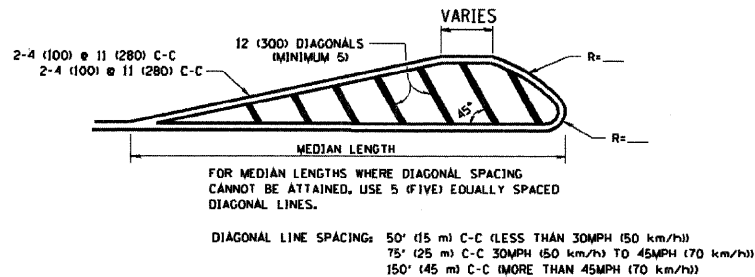 VARIES
12 (300) DIAGONALS
(MINIMUM 5)
2-4 (100) @ 11 (280) C-C
2-4 (100) @ 11 (280) C-C
R=__
45°
R=__
MEDIAN LENGTH
FOR MEDIAN LENGTHS WHERE DIAGONAL SPACING
CANNOT BE ATTAINED, USE 5 (FIVE) EQUALLY SPACED
DIAGONAL LINES.
DIAGONAL LINE SPACING: 50' (15 m) C-C (LESS THAN 30MPH (50 km/h))
75' (25 m) C-C 30MPH (50 km/h) TO 45MPH (70 km/h))
150' (45 m) C-C (MORE THAN 45MPH (70 km/h))